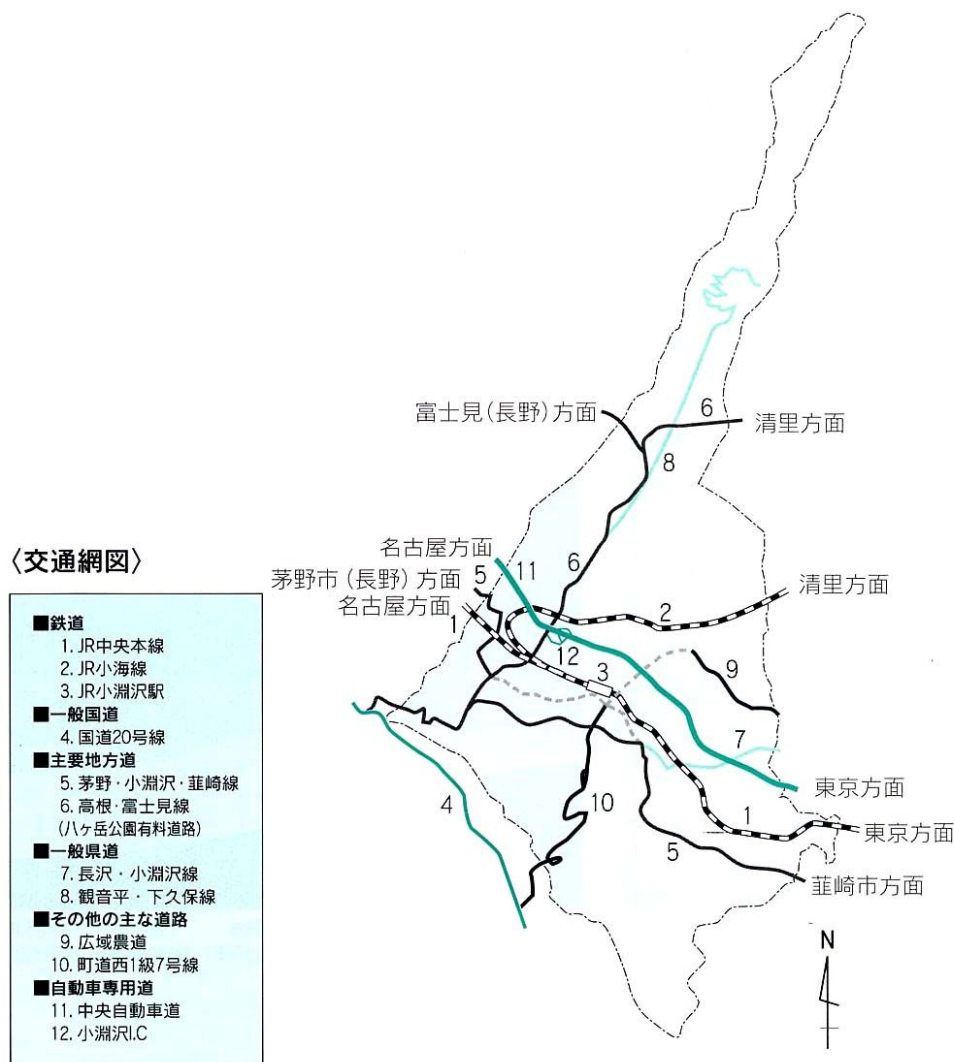 富士見(長野)方面
6
清里方面
8
〈交通網図〉
名古屋方面
茅野市(長野)方面
名古屋方面
5
11
6
清里方面
1
2
12
3
9
7
4
10
1
5
東京方面
東京方面
韮崎市方面
N
■鉄道
1. JR中央本線
2. JR小海線
3. JR小淵沢駅
■一般国道
4. 国道20号線
■主要地方道
5. 茅野・小淵沢・韮崎線
6. 高根・富士見線
(八ヶ岳公園有料道路)
■一般県道
7. 長沢・小淵沢線
8. 観音平・下久保線
■その他の主な道路
9. 広域農道
10. 町道西1級7号線
■自動車専用道
11. 中央自動車道
12. 小淵沢I.C